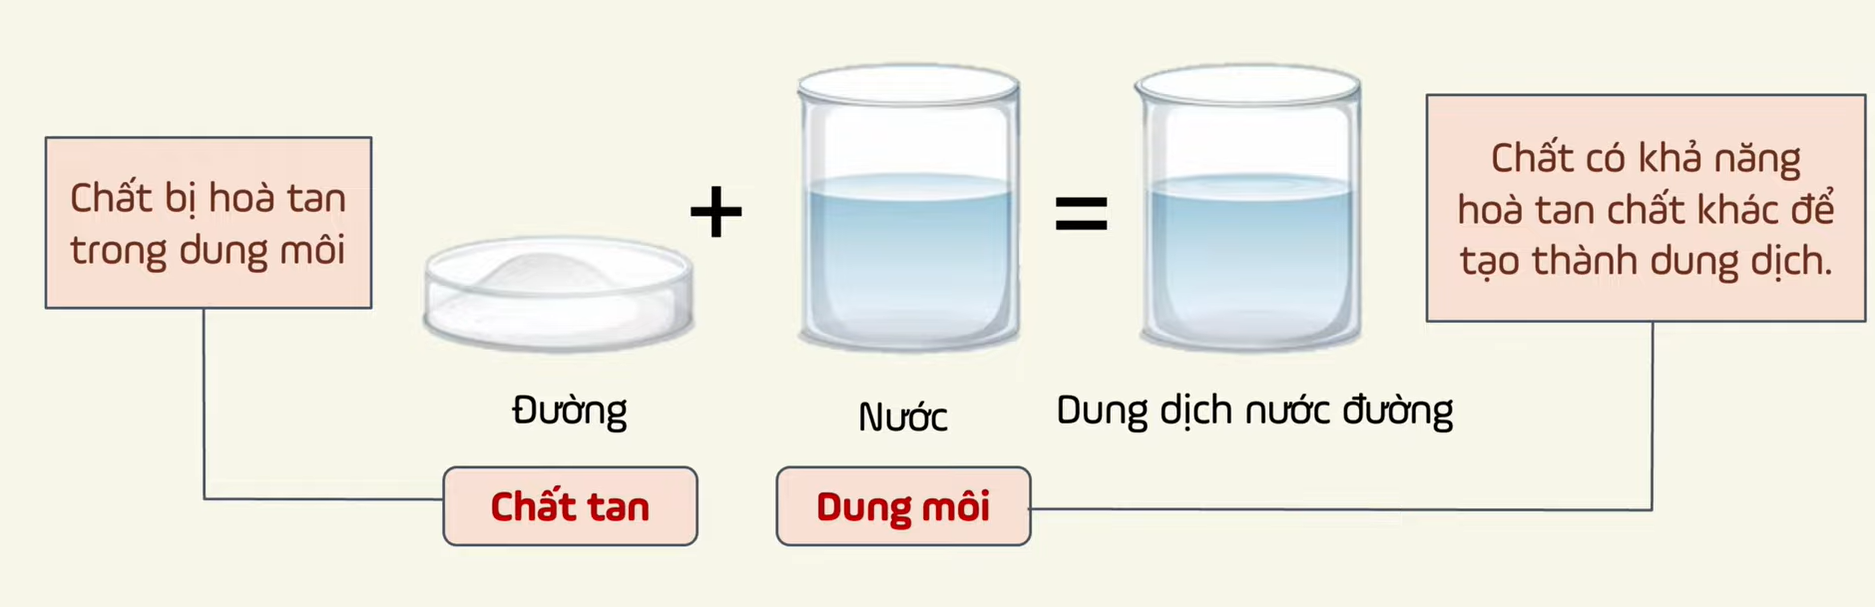 Chất bị hoà tan
trong dung môi
+
=
Chất có khả năng
hoà tan chất khác để
tạo thành dung dịch.
Đường
Nước
Dung dịch nước đường
Chất tan
Dung môi